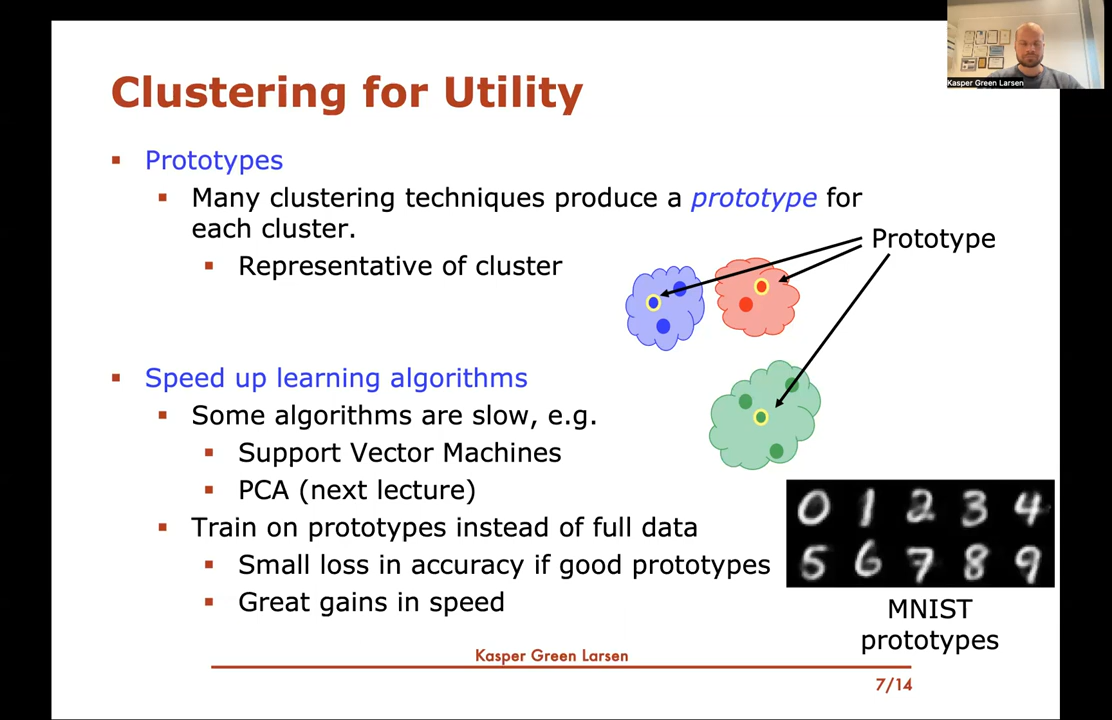 Kasper Green Larsen
Clustering for Utility
Prototypes
Many clustering techniques produce a prototype for
each cluster.
Representative of cluster
Prototype
Speed up learning algorithms
Some algorithms are slow, e.g.
Support Vector Machines
PCA (next lecture)
Train on prototypes instead of full data
Small loss in accuracy if good prototypes
Great gains in speed
0 1 2 3 4
5 6 7 8 9
MNIST
prototypes
Kasper Green Larsen
7/14